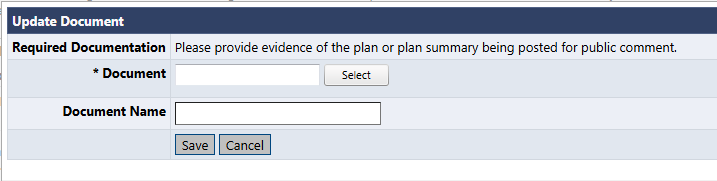 Update Document
Required Documentation Please provide evidence of the plan or plan summary being posted for public comment.
* Document Select
Document Name
Save Cancel